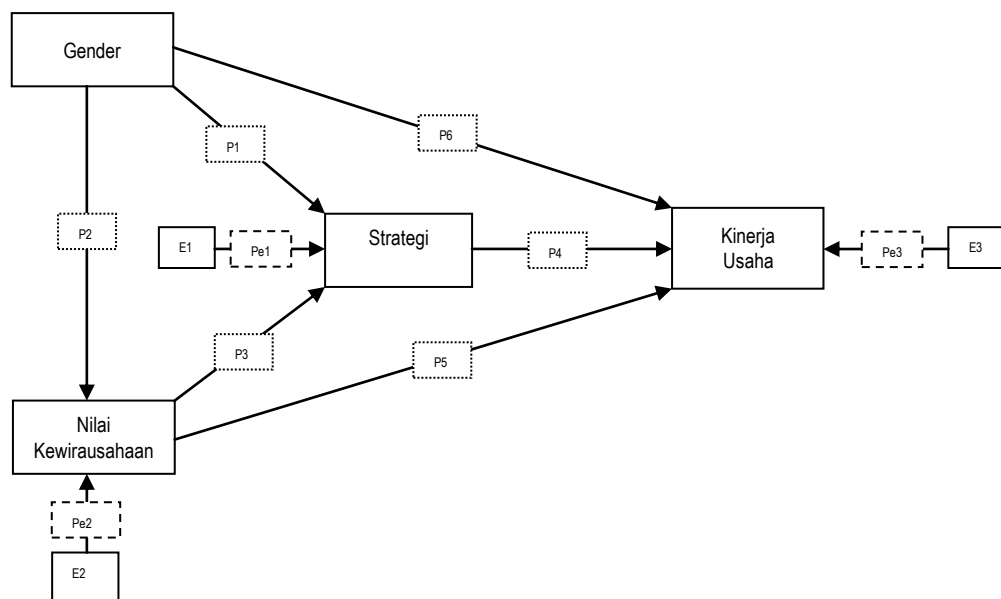 Gender
P6
P1
P2
Strategi
E1
Pe1
P4
Kinerja
Usaha
Pe3
E3
P3
P5
Nilai
Kewirausahaan
Pe2
E2